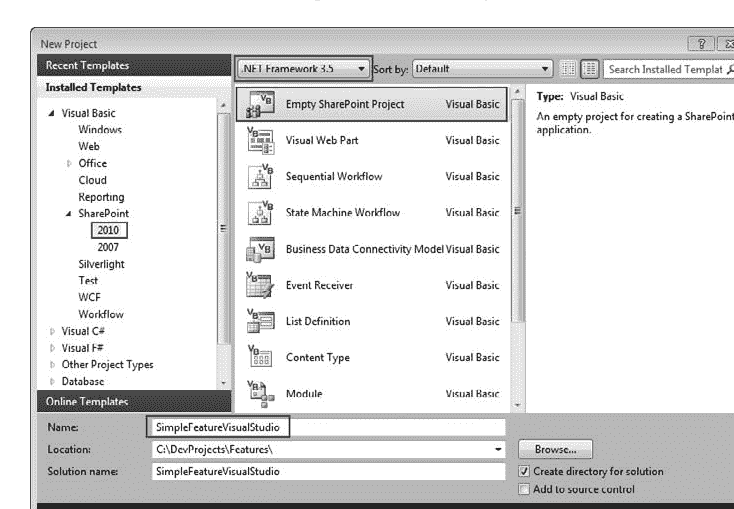 New Project
Recent Templates
.NET Framework 3.5 Sort by: Default Search Installed Templat
Installed Templates
Visual Basic
Windows
Web
Office
Cloud
Reporting
SharePoint
2010
2007
Silverlight
Test
WCF
Workflow
Visual C#
Visual F#
Other Project Types
Database
Online Templates
Empty SharePoint Project Visual Basic
Visual Web Part Visual Basic
Sequential Workflow Visual Basic
State Machine Workflow Visual Basic
Business Data Connectivity Model Visual Basic
Event Receiver Visual Basic
List Definition Visual Basic
Content Type Visual Basic
Module Visual Basic
Type: Visual Basic
An empty project for creating a SharePoint
application.
Name: SimpleFeatureVisualStudio
Location: C:\DevProjects\Features\
Browse...
Solution name: SimpleFeatureVisualStudio
Create directory for solution
Add to source control